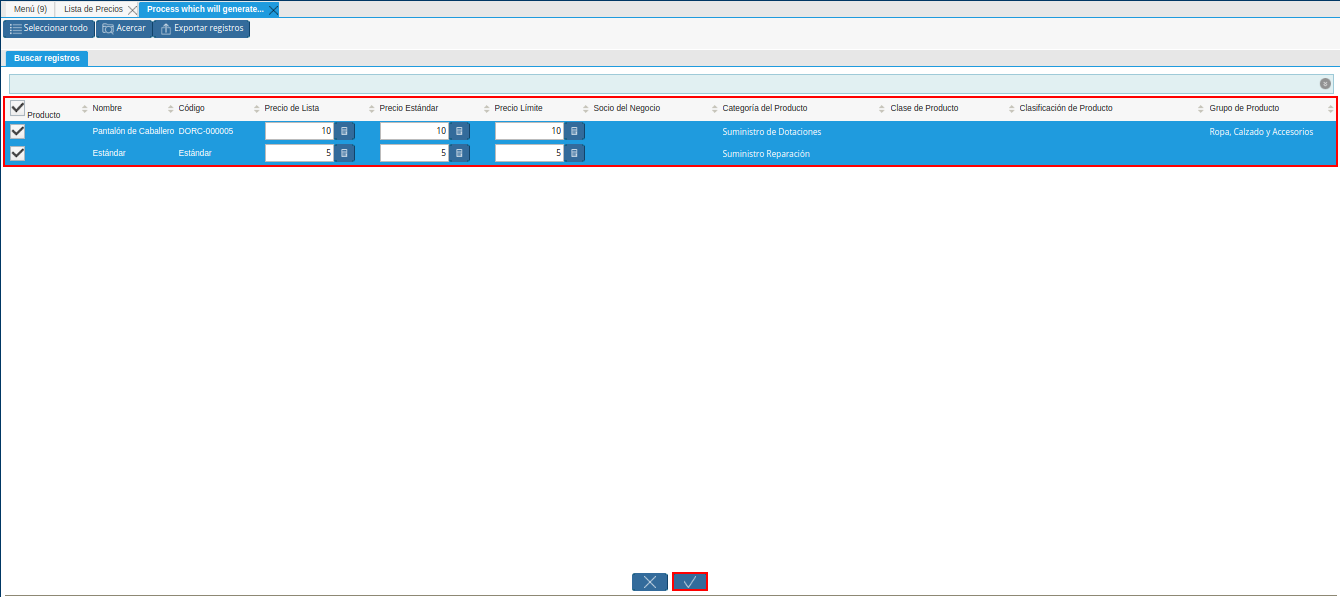 Menú (9) Lista de Precios Process which will generate...
Seleccionar todo Acercar Exportar registros
Buscar registros
Producto Nombre Código Precio de Lista Precio Estándar Precio Límite Socio del Negocio Categoría del Producto Clase de Producto Clasificación de Producto Grupo de Producto
Pantalón de Caballero DORC-000005 10 10 10 Suministro de Dotaciones Ropa, Calzado y Accesorios
Estándar Estándar 5 5 5 Suministro Reparación